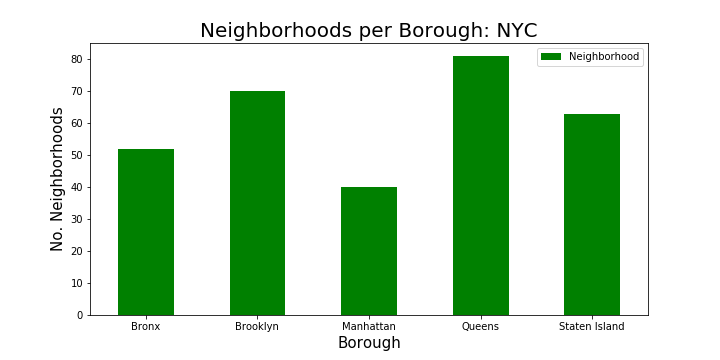 Neighborhoods per Borough: NYC
Neighborhood
No. Neighborhoods
80
70
60
50
40
30
20
10
0
Bronx Brooklyn Manhattan Queens Staten Island
Borough